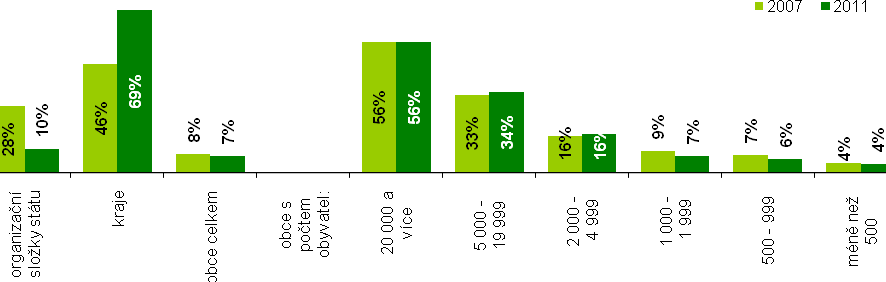 2007 2011
28% 10%
46% 69%
8% 7%
56% 56%
33% 34%
16% 16%
9% 7%
7% 6%
4% 4%
organizační
složky státu
kraje
obce celkem
obce s
počtem
obyvatel:
20 000 a
více
5 000 -
19 999
2 000 -
4 999
1 000 -
1 999
500 - 999
méně než
500